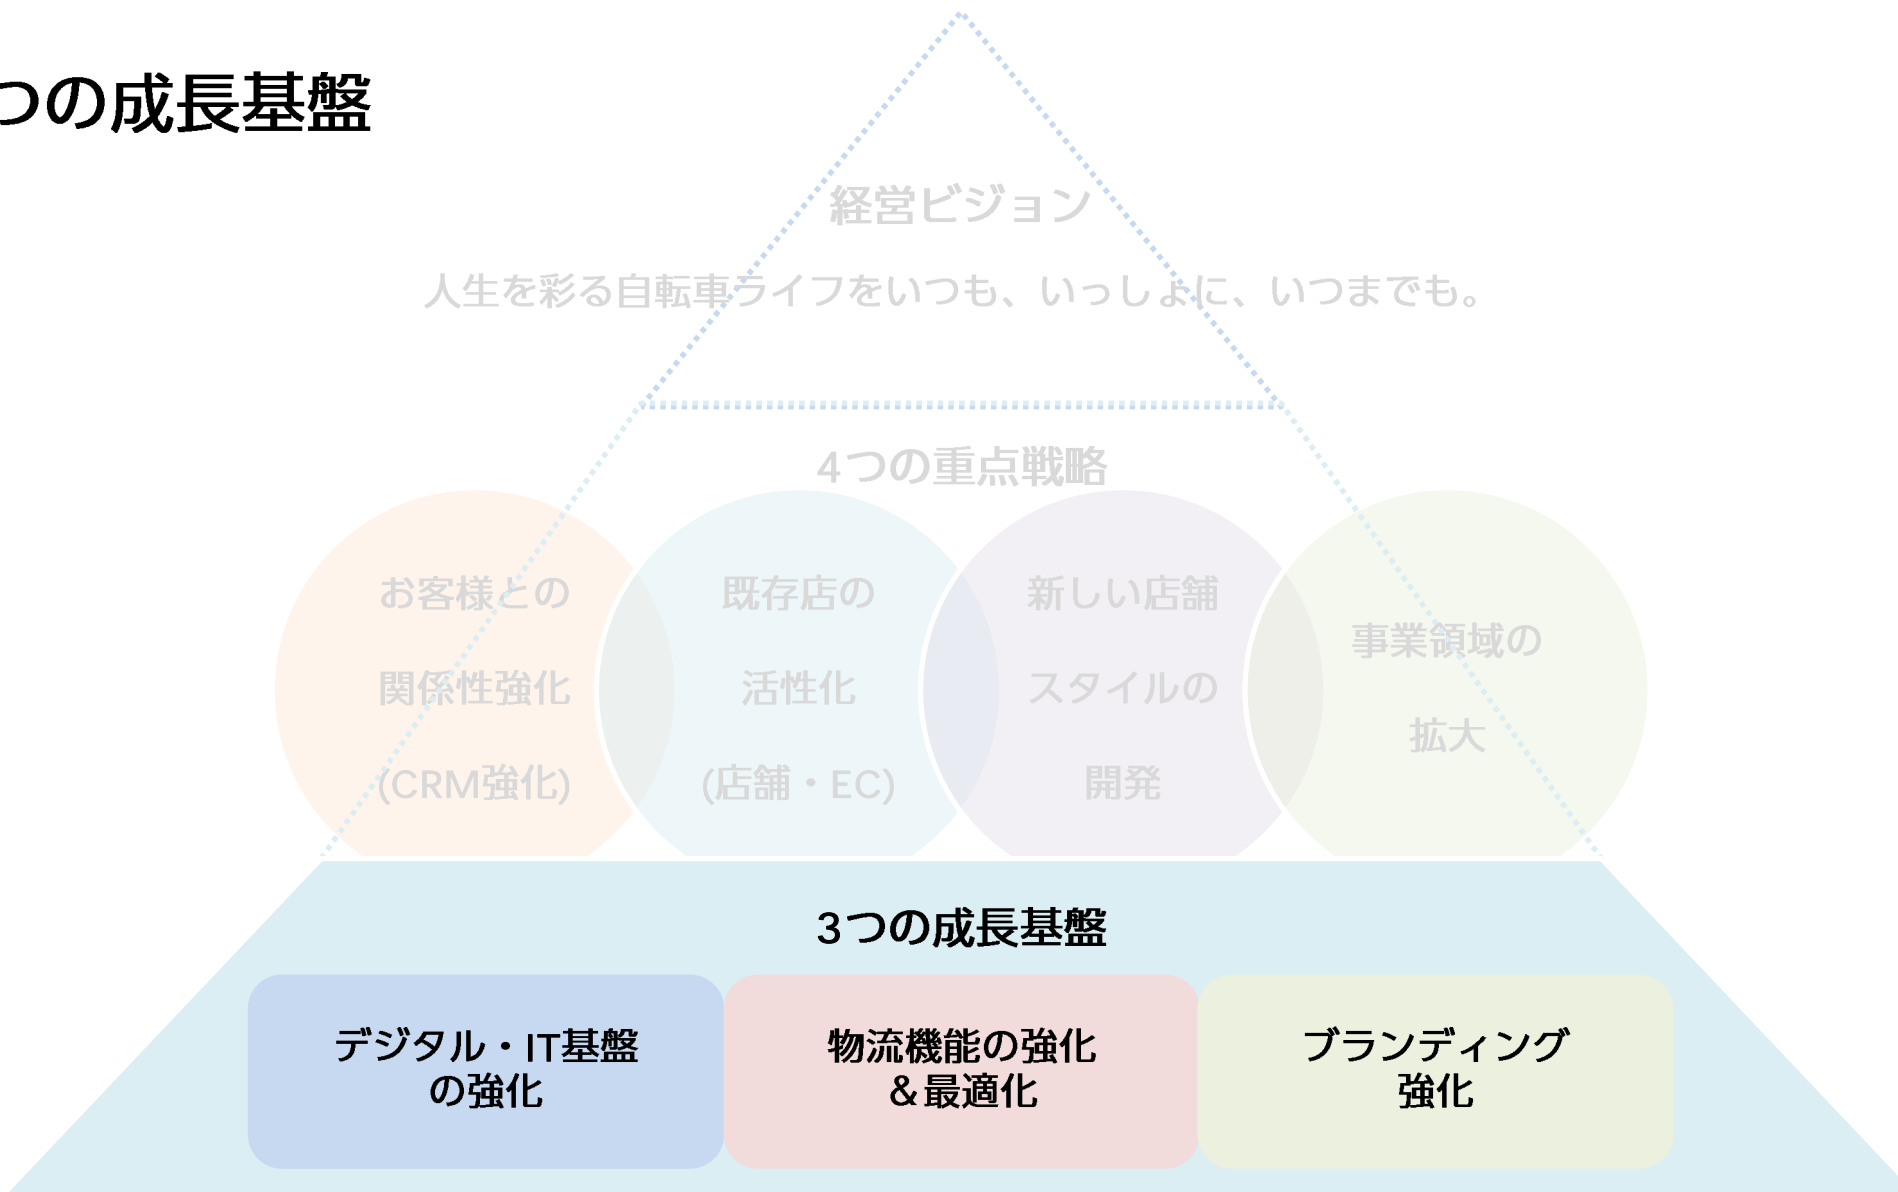 つの成長基盤
経営ビジョン
人生を彩る自転車ライフをいつも、いっしょに、いつまでも。
4つの重点戦略
お客様との
関係性強化
(CRM強化)
既存店の
活性化
(店舗・EC)
新しい店舗
スタイルの
開発
事業領域の
拡大
3つの成長基盤
デジタル・IT基盤
の強化
物流機能の強化
＆最適化
ブランディング
強化